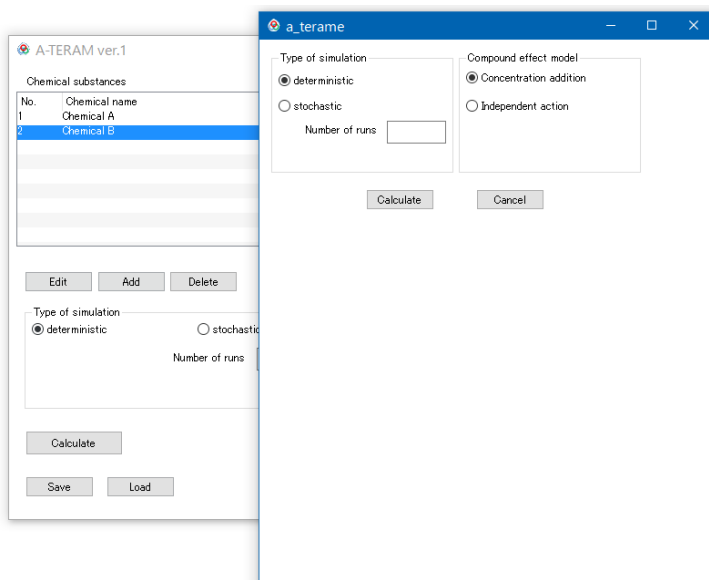 A-TERAM ver.1
Chemical substances
No. Chemical name
1 Chemical A
2 Chemical B
Edit Add Delete
Type of simulation
deterministic stochastic
Number of runs
Calculate
Save Load
a_terame
Type of simulation
deterministic
stochastic
Number of runs
Compound effect model
Concentration addition
Independent action
Calculate Cancel